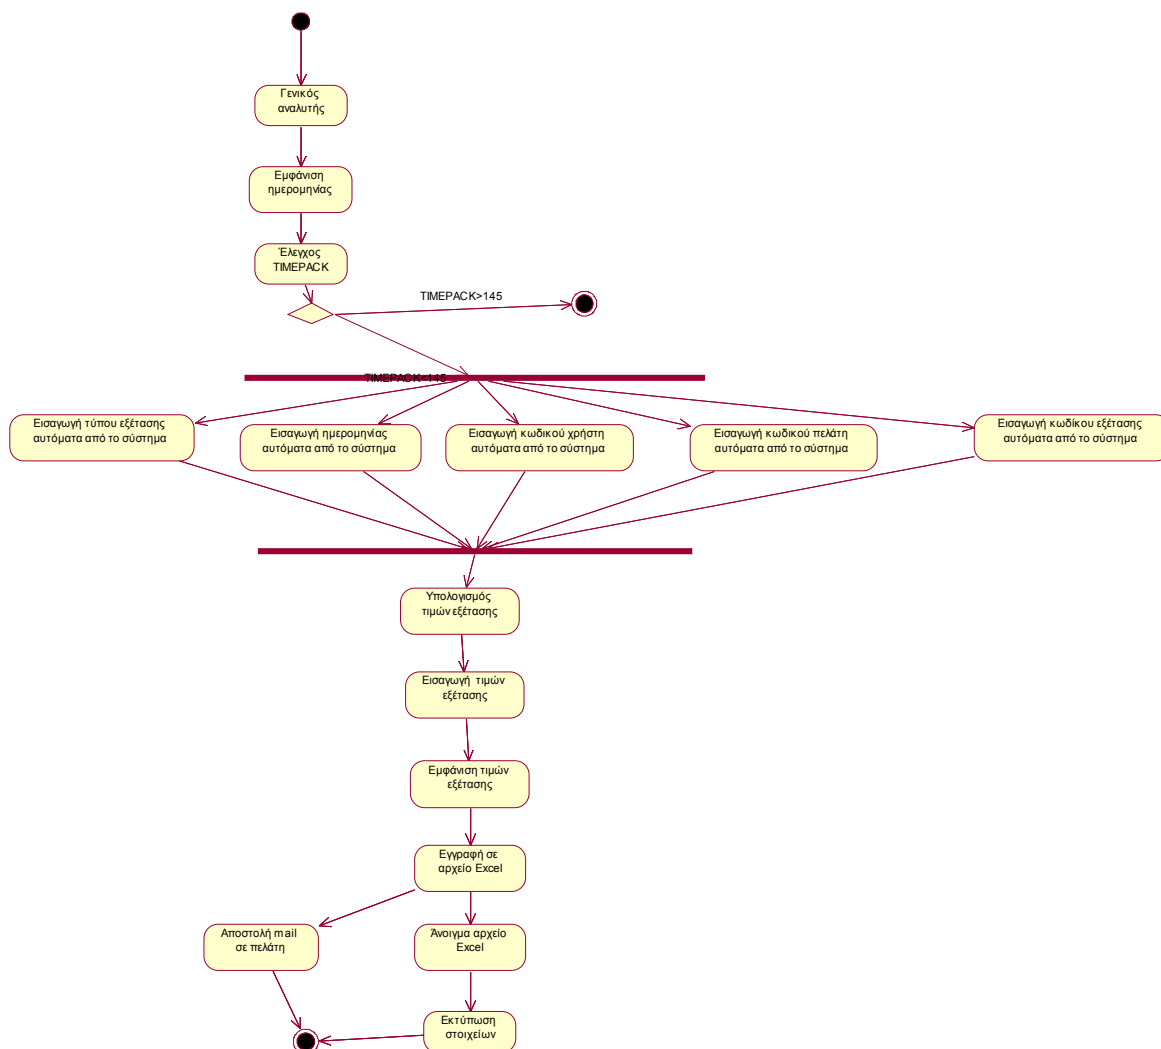 Γενικός
αναλυτής
Εμφάνιση
ημερομηνίας
Έλεγχος
TIMEPACK
TIMEPACK>145
TIMEPACK<145
Εισαγωγή τύπου εξέτασης
αυτόματα από το σύστημα
Εισαγωγή ημερομηνίας
αυτόματα από το σύστημα
Εισαγωγή κωδικού χρήστη
αυτόματα από το σύστημα
Εισαγωγή κωδικού πελάτη
αυτόματα από το σύστημα
Εισαγωγή κωδίκου εξέτασης
αυτόματα από το σύστημα
Υπολογισμός
τιμών εξέτασης
Εισαγωγή τιμών
εξέτασης
Εμφάνιση τιμών
εξέτασης
Εγγραφή σε
αρχείο Excel
Αποστολή mail
σε πελάτη
Άνοιγμα αρχείο
Excel
Εκτύπωση
στοιχείων